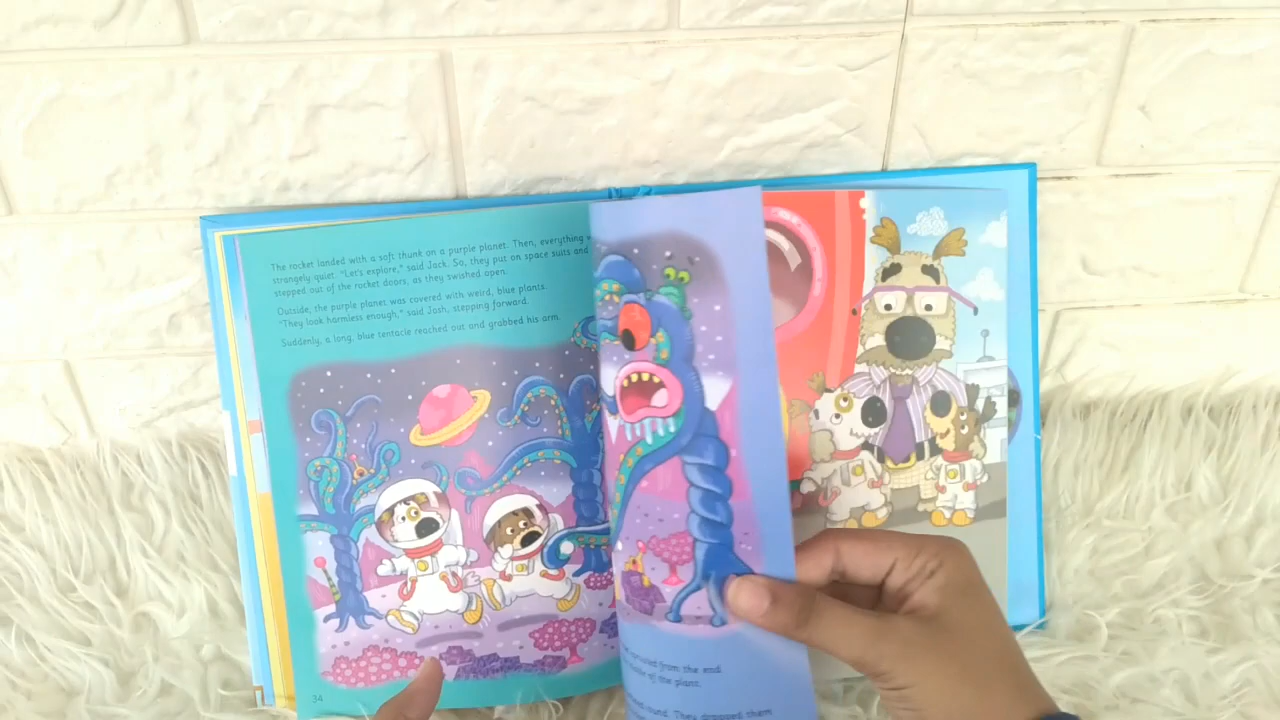 The rocket landed with a soft thunk on a purple planet. Then, everything
strangely quiet. "Let's explore," said Jack. So, they put on space suits and
stepped out of the rocket doors, as they swished open.
Outside, the purple planet was covered with weird, blue plants.
"They look harmless enough," said Josh, stepping forward.
Suddenly, a long, blue tentacle reached out and grabbed his arm.
34
sprouted from the end
of the plant.
round. They dropped them